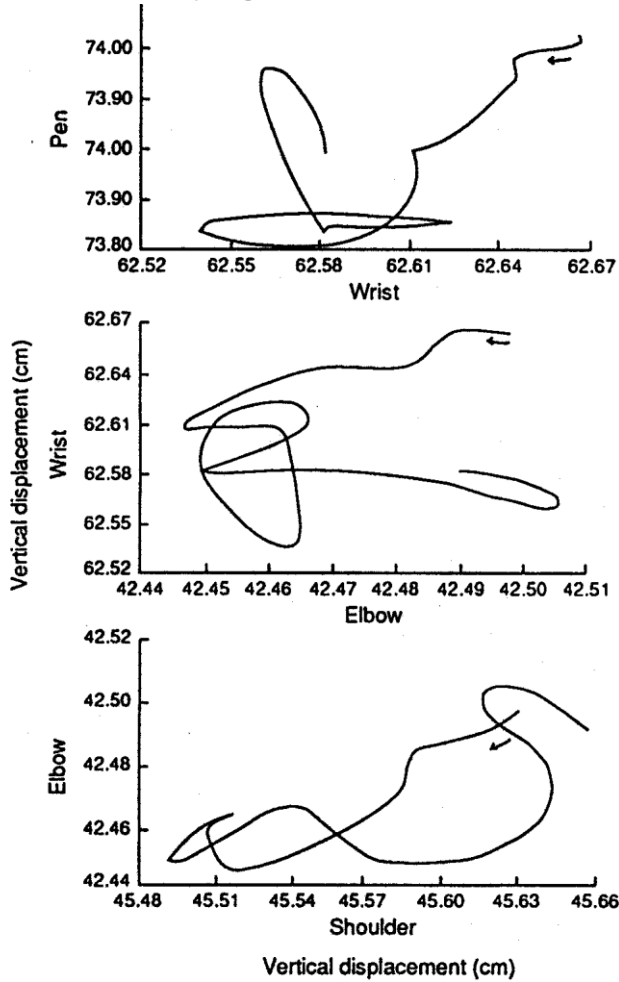 74.00
73.90
74.00
73.90
73.80
Pen
62.52 62.55 62.58 62.61 62.64 62.67
Wrist
Vertical displacement (cm)
62.67
62.64
62.61
62.58
62.55
62.52
Wrist
42.44 42.45 42.46 42.47 42.48 42.49 42.50 42.51
Elbow
42.52
42.50
42.48
42.46
42.44
Elbow
45.48 45.51 45.54 45.57 45.60 45.63 45.66
Shoulder
Vertical displacement (cm)